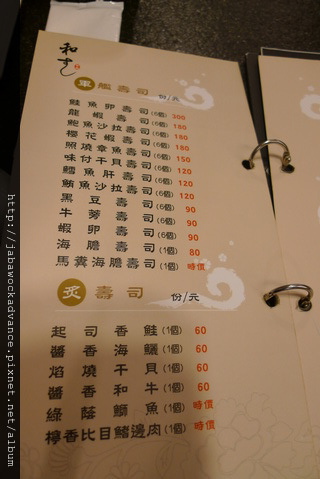 和す
軍艦壽司 份/元
鮭魚卵壽司(6個) 300
龍蝦壽司(6個) 180
鮑魚沙拉壽司(6個) 180
櫻花蝦壽司(6個) 180
照燒章魚壽司(6個) 150
味付干貝壽司(6個) 120
鱈魚肝壽司(6個) 120
鮪魚沙拉壽司(6個) 120
黑豆壽司(6個) 90
牛蒡壽司(6個) 90
蝦卵壽司(6個) 90
海膽壽司(1個) 80
馬糞海膽壽司(1個) 時價
炙壽司 份/元
起司香鮭(1個) 60
醬香海鱺(1個) 60
焰燒干貝(1個) 60
醬香和牛(1個) 60
綠蔭鰤魚(1個) 時價
檸香比目鰭邊肉(1個) 時價
http://jabawockadvance.pixnet.net/album